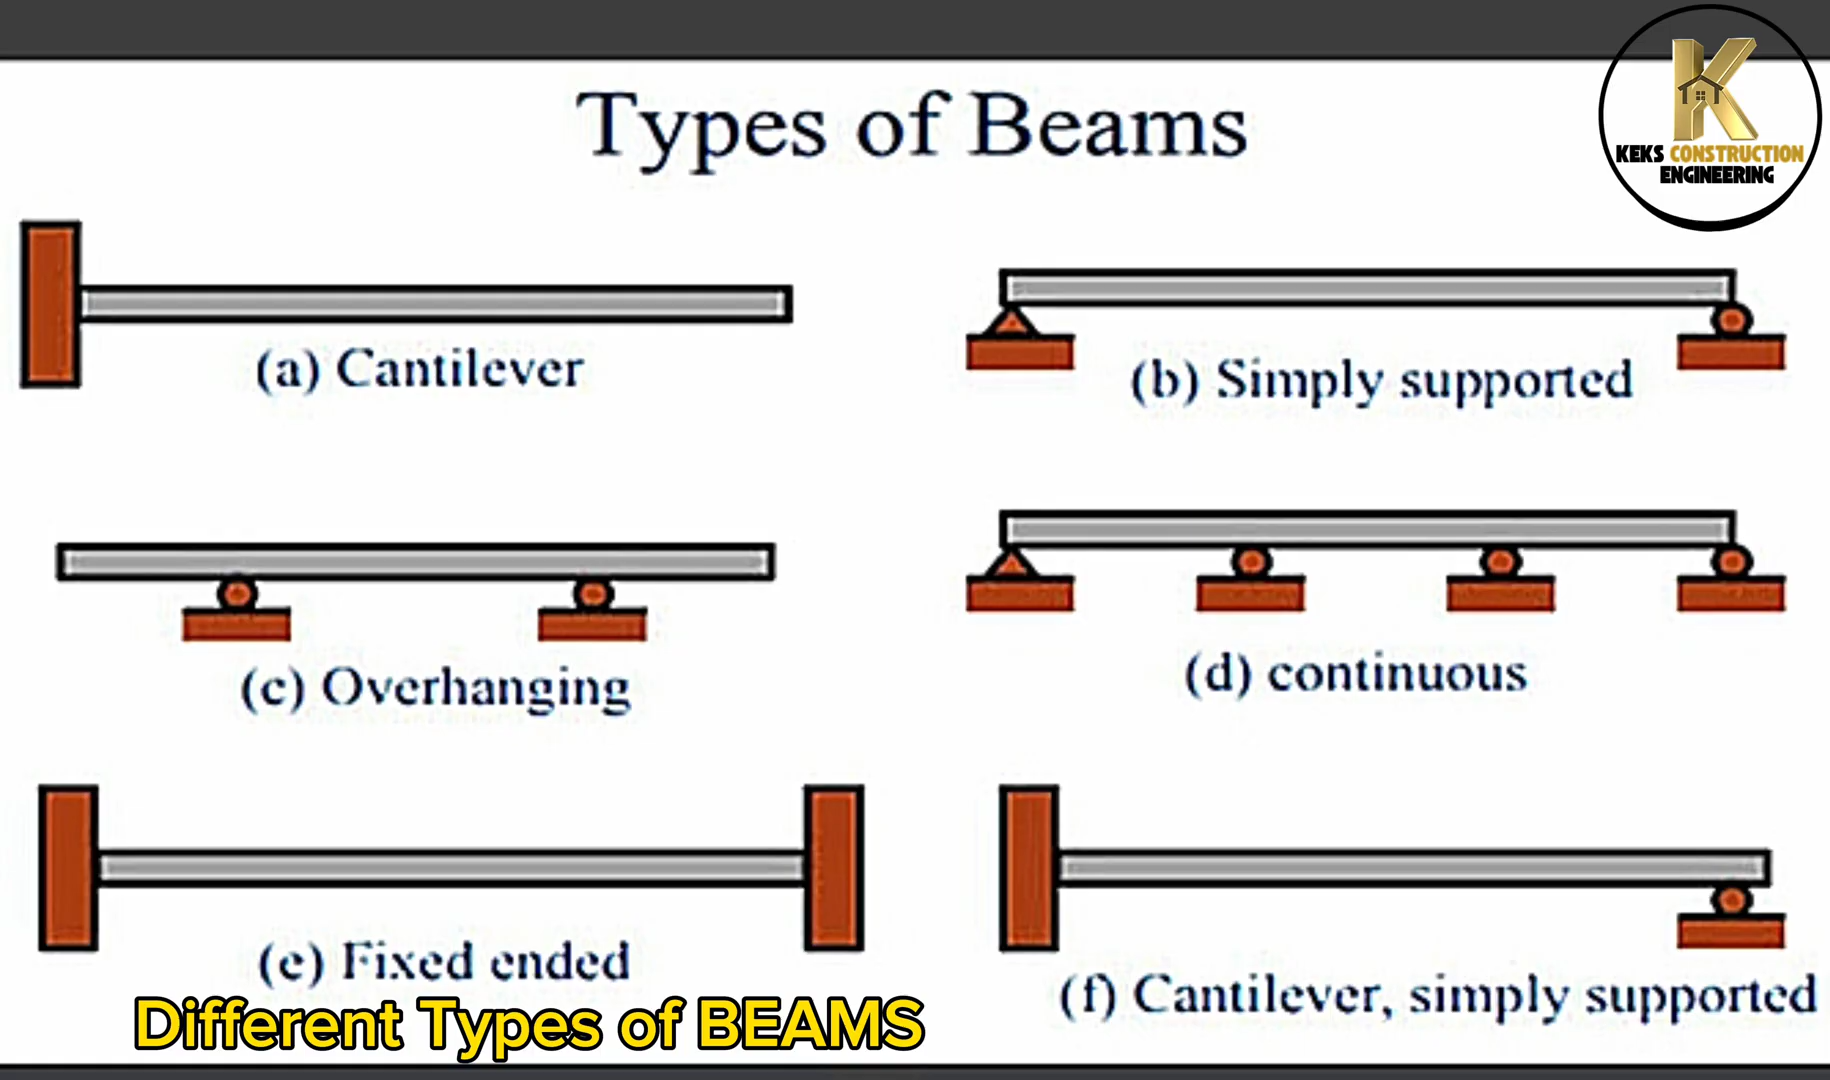 Types of Beams
K
KEKS CONSTRUCTION
ENGINEERING
(a) Cantilever
(b) Simply supported
(c) Overhanging
(d) continuous
(e) Fixed ended
(f) Cantilever, simply supported
Different Types of BEAMS